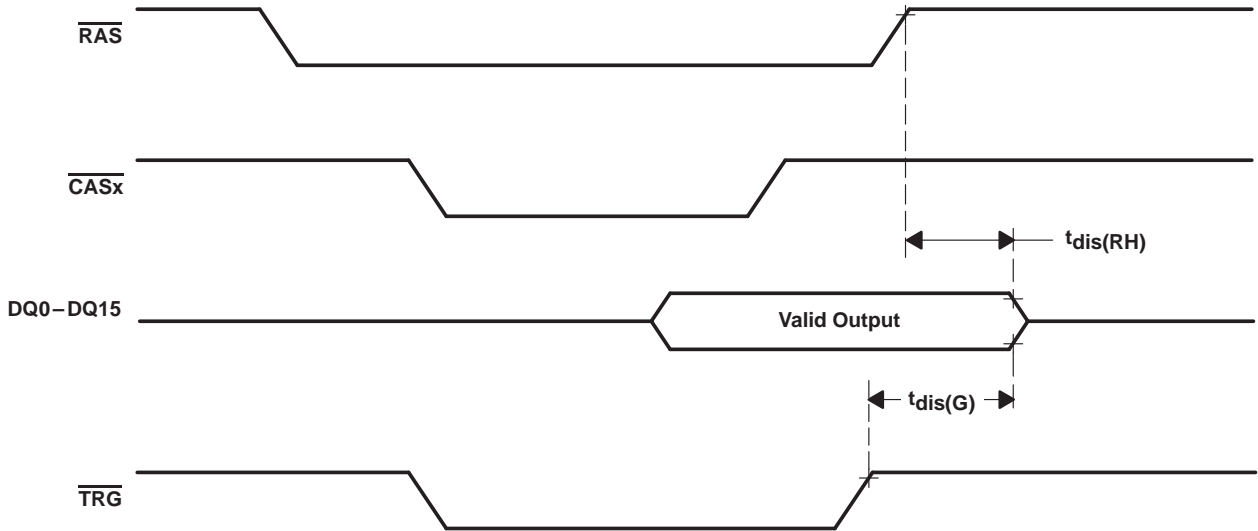 RAS
CASx
tdis(RH)
DQ0–DQ15
Valid Output
tdis(G)
TRG